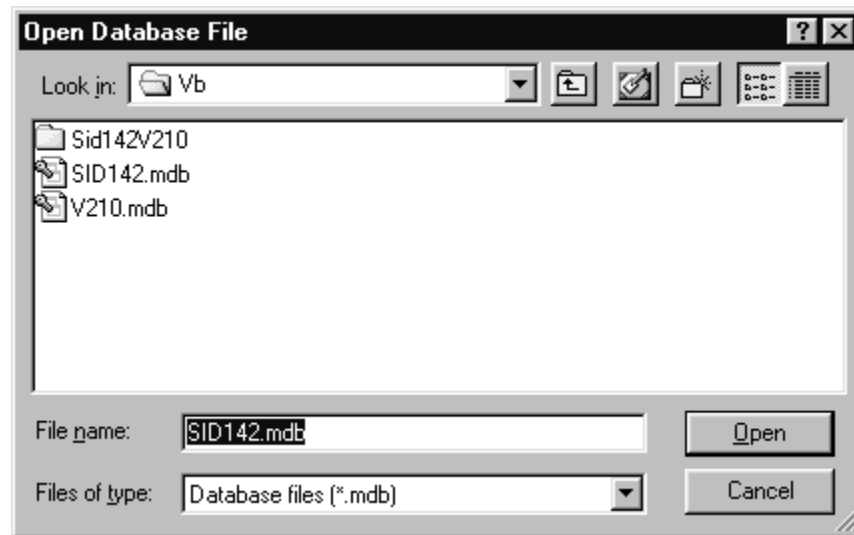 Open Database File
Look in: Vb
Sid142V210
SID142.mdb
V210.mdb
File name: SID142.mdb Open
Files of type: Database files (*.mdb) Cancel